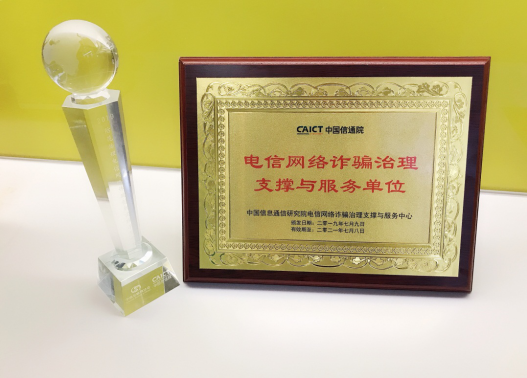 CAICT 中国信通院
电信网络诈骗治理
支撑与服务单位
中国信息通信研究院电信网络诈骗治理支撑与服务中心
颁发日期：二零一九年七月九日
有效期至：二零二一年七月八日
CAICT